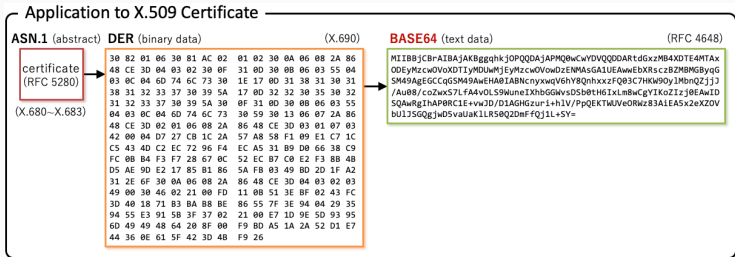 Application to X.509 Certificate
ASN.1 (abstract) DER (binary data) (X.690) BASE64 (text data) (RFC 4648)
certificate
(RFC 5280)
(X.680~X.683)
30 82 01 06 30 81 AC 02 01 02 30 0A 06 08 2A 86
48 CE 3D 04 03 02 30 0F 31 0D 30 0B 06 03 55 04
03 0C 04 6D 74 6C 73 30 1E 17 0D 31 38 31 30 31
38 31 32 33 37 30 39 5A 17 0D 32 32 30 35 30 32
31 32 33 37 30 39 5A 30 0F 31 0D 30 0B 06 03 55
04 03 0C 04 6D 74 6C 73 30 59 30 13 06 07 2A 86
48 CE 3D 02 01 06 08 2A 86 48 CE 3D 03 01 07 03
42 00 04 D7 27 CB 1C 2A 57 A8 58 F1 09 E1 C7 1C
C5 43 4D C2 EC 72 96 F4 EC A5 31 B9 D0 66 38 C9
FC 0B B4 F3 F7 28 67 0C 52 EC B7 C0 E2 F3 8B 4B
D5 AE 9D E2 17 85 B1 86 5A FB 03 49 BD 2D 1F A2
31 2E 6F 30 0A 06 08 2A 86 48 CE 3D 04 03 02 03
49 00 30 46 02 21 00 FD 11 0B 51 3E BF 02 43 FC
3D 40 18 71 B3 BA B8 BE 86 55 7F 3E 94 04 29 35
94 55 E3 91 5B 3F 37 02 21 00 E7 1D 9E 5D 93 95
6D 49 49 48 64 20 8F 00 F9 BD A5 1A 2A 52 D1 E7
44 36 0E 61 5F 42 3D 4B F9 26
MIIBBjCBrAIBAjAKBggqhkjOPQQDAjAPMQ0wCwYDVQQDDARtdGxzMB4XDTE4MTAx
ODEyMzcwOVoXDTIyMDUwMjEyMzcwOVowDzENMAsGA1UEAwwEbXRsczBZMBMGByqG
SM49AgEGCCqGSM49AwEHA0IABNcnyxwqV6hY8QnhxxzFQ03C7HKW9OylMbnQZjjJ
/Au08/coZwxS7LfA4vOLS9WuneIXhbGGWvsDSb0tH6IxLm8wCgYIKoZIzj0EAwID
SQAwRgIhAP0RC1E+vwJD/D1AGHGzuri+hlV/PpQEKTWUVeORWz83AiEA5x2eXZOV
bUlJSGQgjwD5vaUaKlLR50Q2DmFfQj1L+SY=